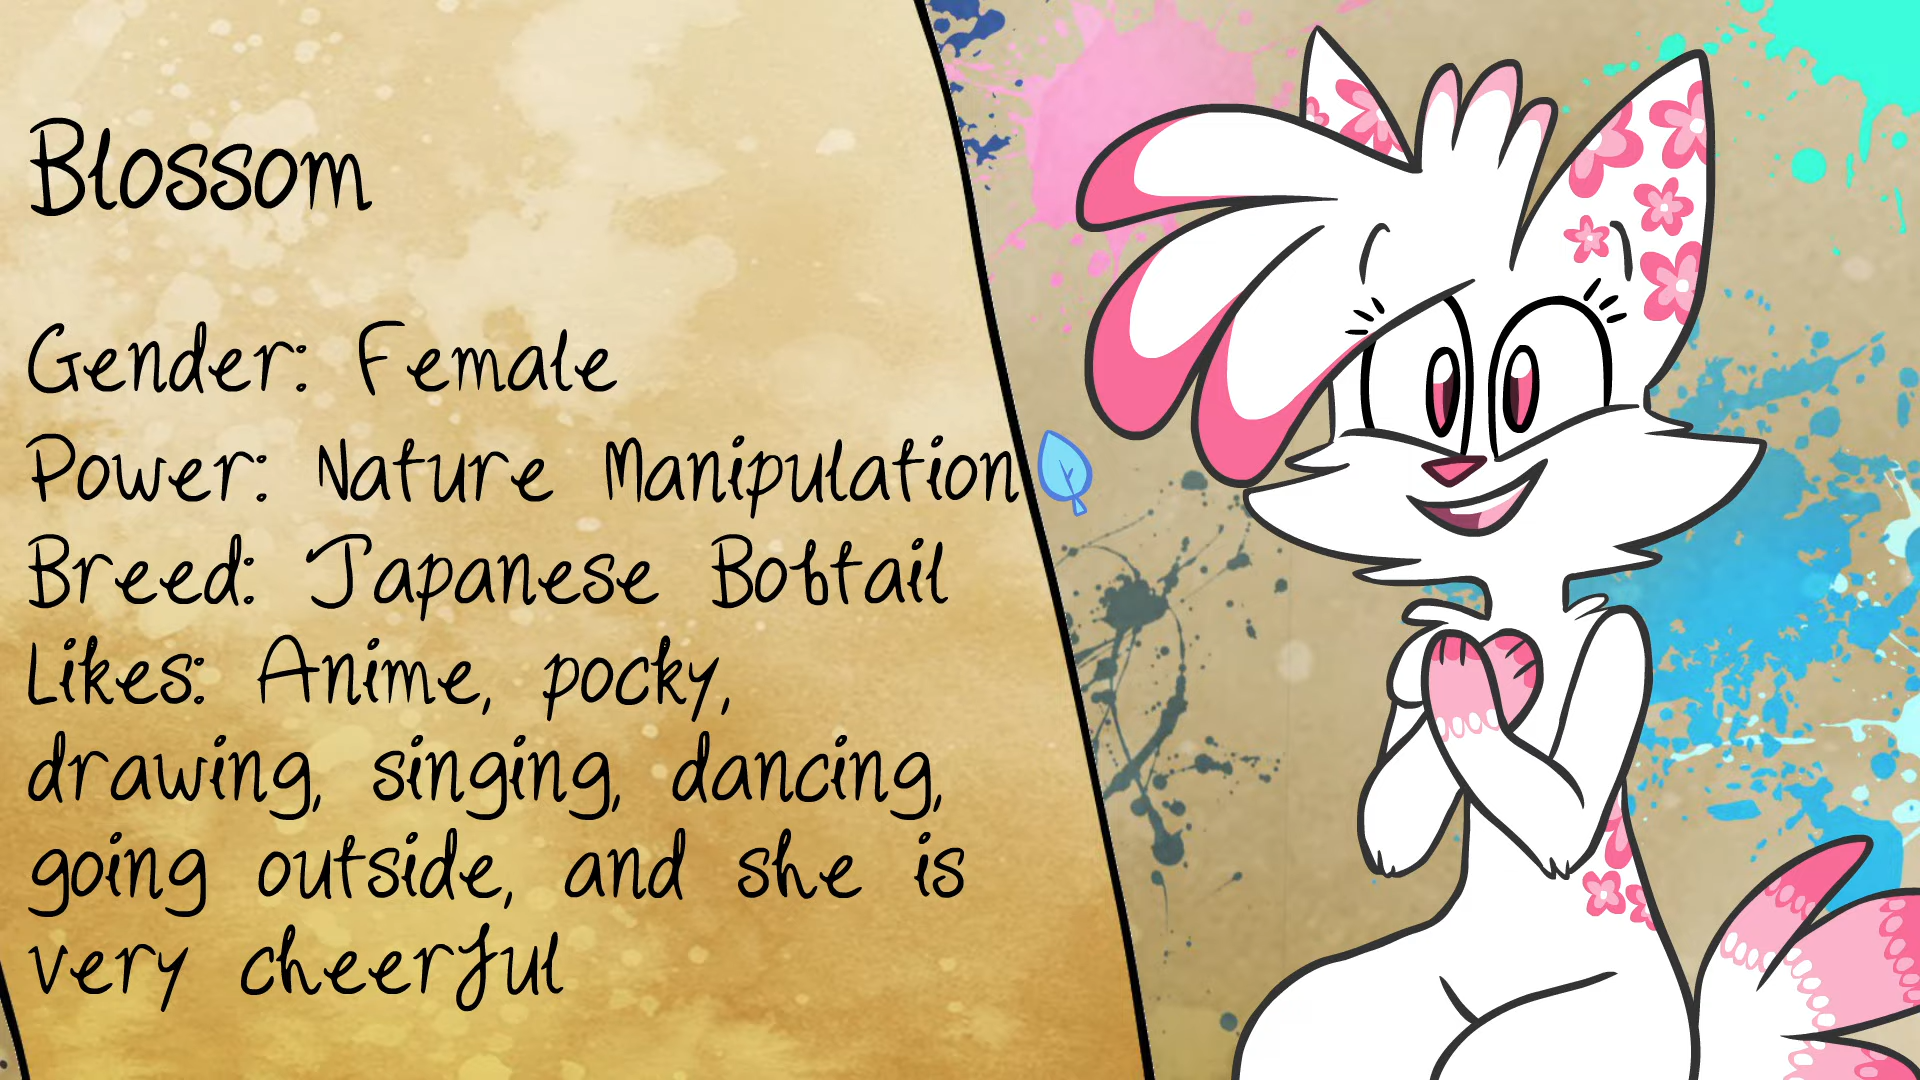 Blossom
Gender: Female
Power: Nature Manipulation
Breed: Japanese Bobtail
Likes: Anime, pocky,
drawing, singing, dancing,
going outside, and she is
very cheerful